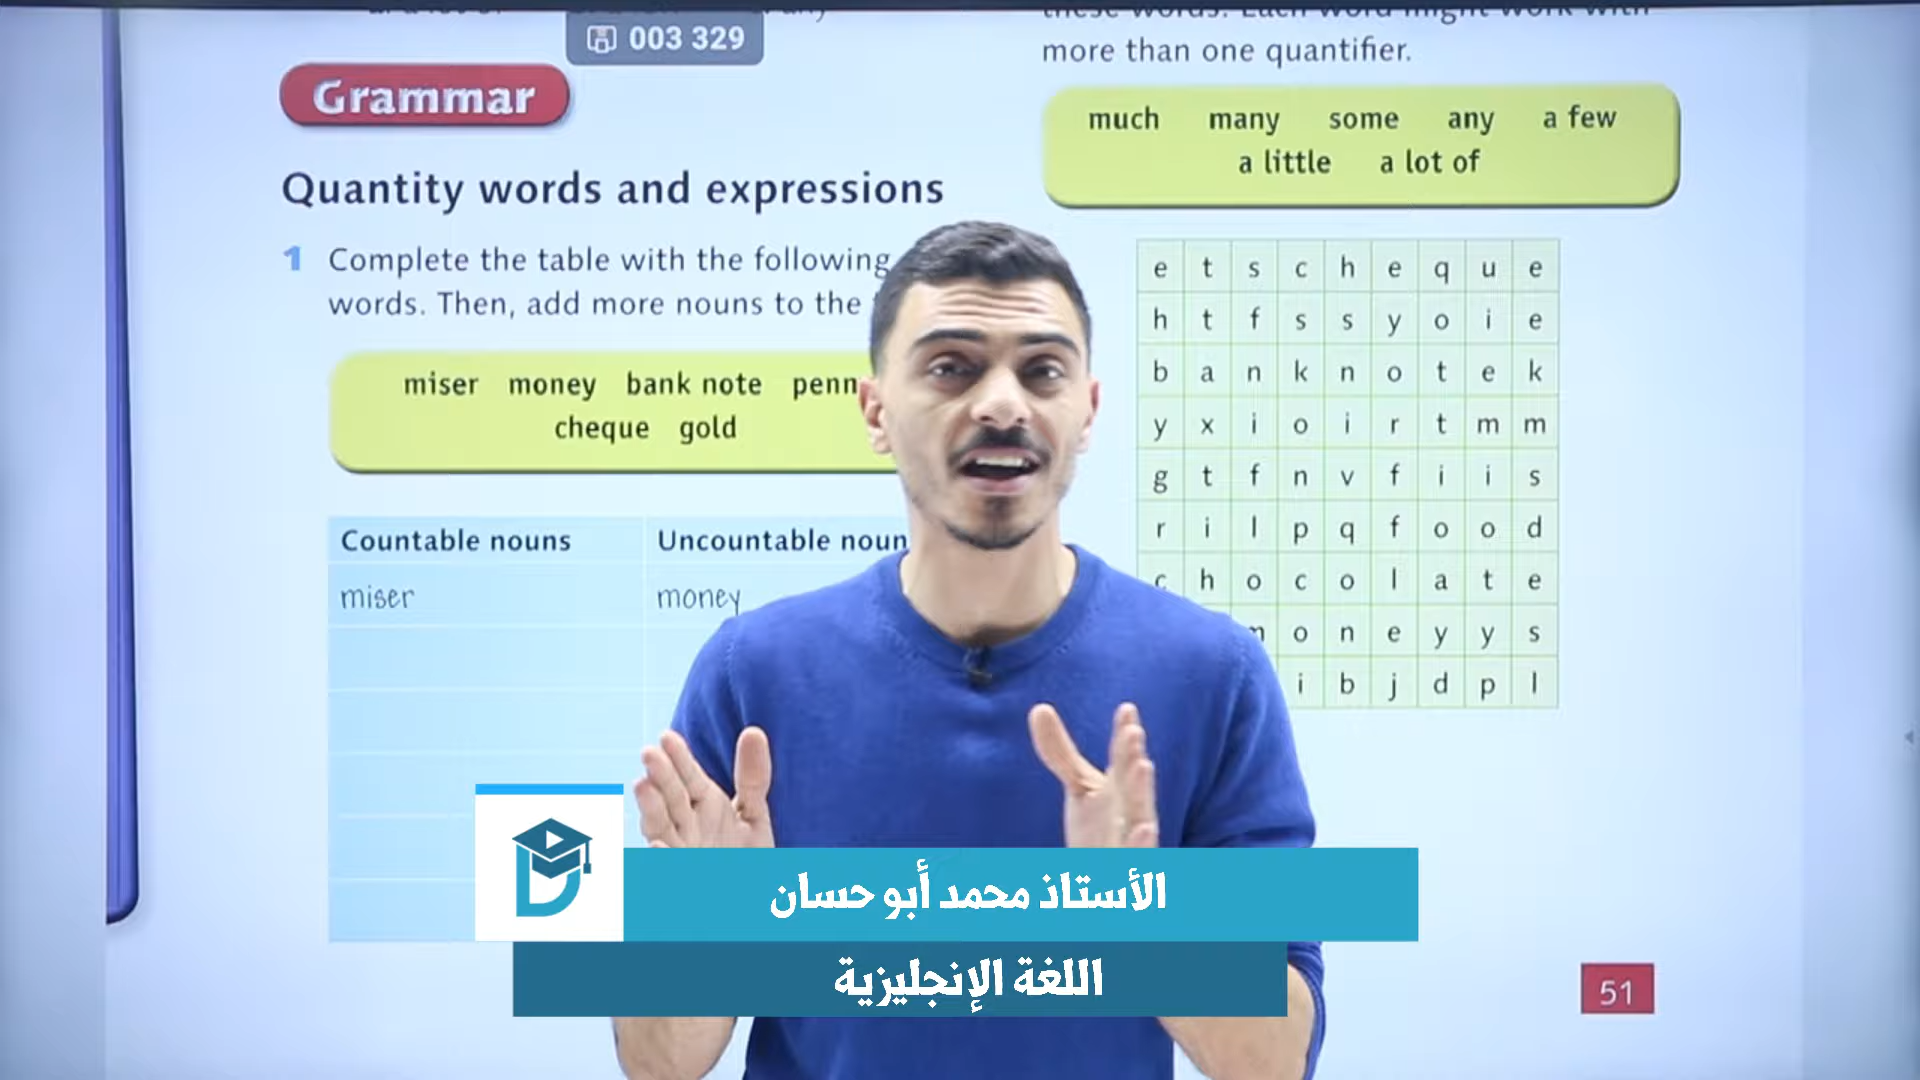 003 329
Grammar
Quantity words and expressions
1 Complete the table with the following
words. Then, add more nouns to the
miser money bank note
cheque gold
Countable nouns Uncountable
miser money
more than one quantifier.
much many some any a few
a little a lot of
e t s c h e q u e
h t f s s y o i e
b a n k n o t e k
y x i o i r t m m
g t f n v f i i s
r i l p q f o o d
c h o c o l a t e
o n e y y s
i b j d p l
الأستاذ محمد أبو حسان
اللغة الإنجليزية
51